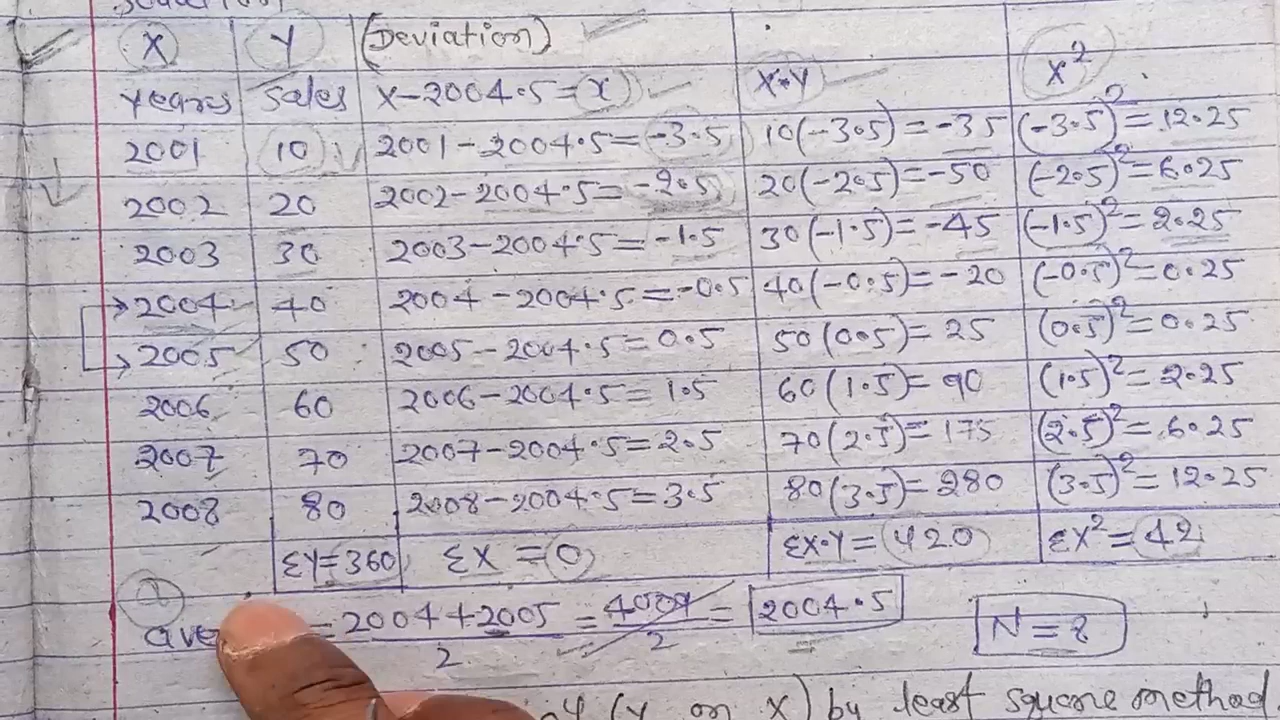 X Y (Deviation)
Years Sales X-2004.5=x X*Y X²
2001 10 2001-2004.5=-3.5 10(-3.5)=-35 (-3.5)²=12.25
2002 20 2002-2004.5=-2.5 20(-2.5)=-50 (-2.5)²=6.25
2003 30 2003-2004.5=-1.5 30(-1.5)=-45 (-1.5)²=2.25
2004 40 2004-2004.5=-0.5 40(-0.5)=-20 (-0.5)²=0.25
2005 50 2005-2004.5=0.5 50(0.5)=25 (0.5)²=0.25
2006 60 2006-2004.5=1.5 60(1.5)=90 (1.5)²=2.25
2007 70 2007-2004.5=2.5 70(2.5)=175 (2.5)²=6.25
2008 80 2008-2004.5=3.5 80(3.5)=280 (3.5)²=12.25
ΣY=360 ΣX=0 ΣX.Y=420 ΣX²=42
= 2004+2005 = 4009 = 2004.5 N=8
2 2
(Y on X) by least square method